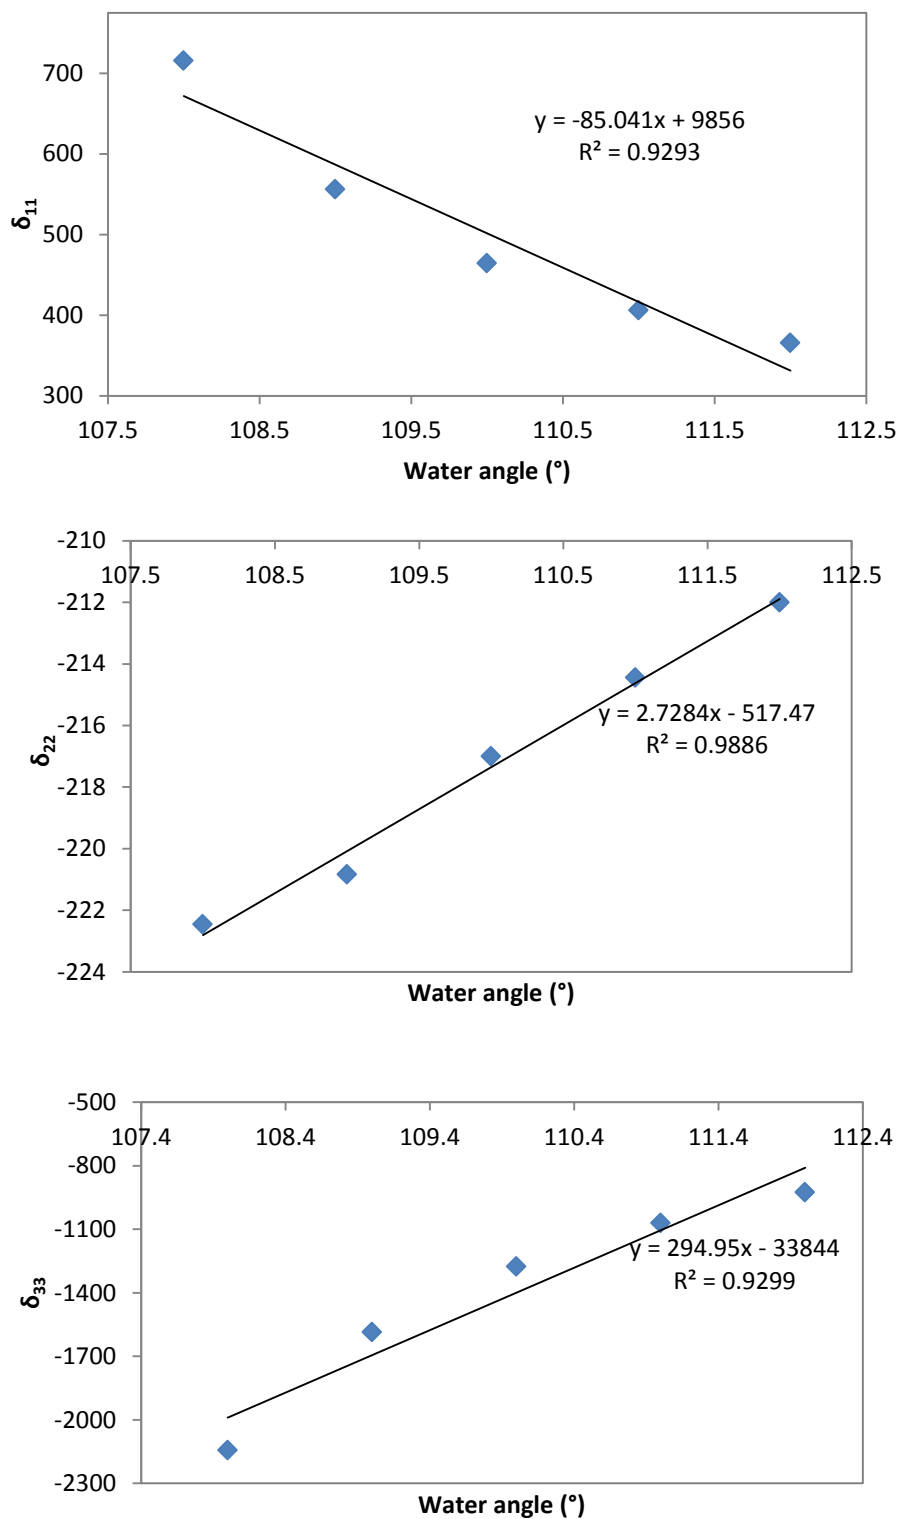 700
600
500
400
300
δ₁₁
y = -85.041x + 9856
R² = 0.9293
107.5 108.5 109.5 110.5 111.5 112.5
Water angle (°)
-210
107.5 108.5 109.5 110.5 111.5 112.5
-212
-214
-216
-218
-220
-222
-224
δ₂₂
y = 2.7284x - 517.47
R² = 0.9886
Water angle (°)
-500
107.4 108.4 109.4 110.4 111.4 112.4
-800
-1100
-1400
-1700
-2000
-2300
δ₃₃
y = 294.95x - 33844
R² = 0.9299
Water angle (°)